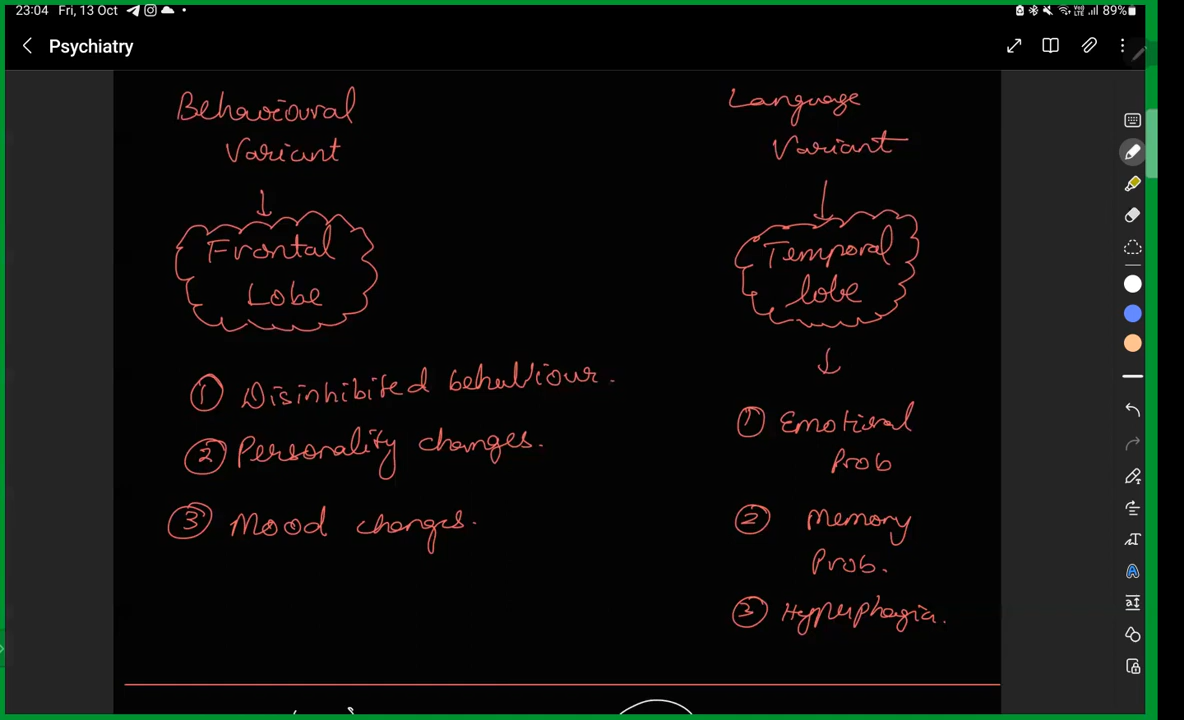 23:04 Fri, 13 Oct
89%
Psychiatry
Behavioural
Variant
Frontal
Lobe
1 Disinhibited behaviour.
2 Personality changes.
3 Mood changes.
Language
Variant
Temporal
lobe
1 Emotional
Prob
2 Memory
Prob.
3 Hyperphagia.